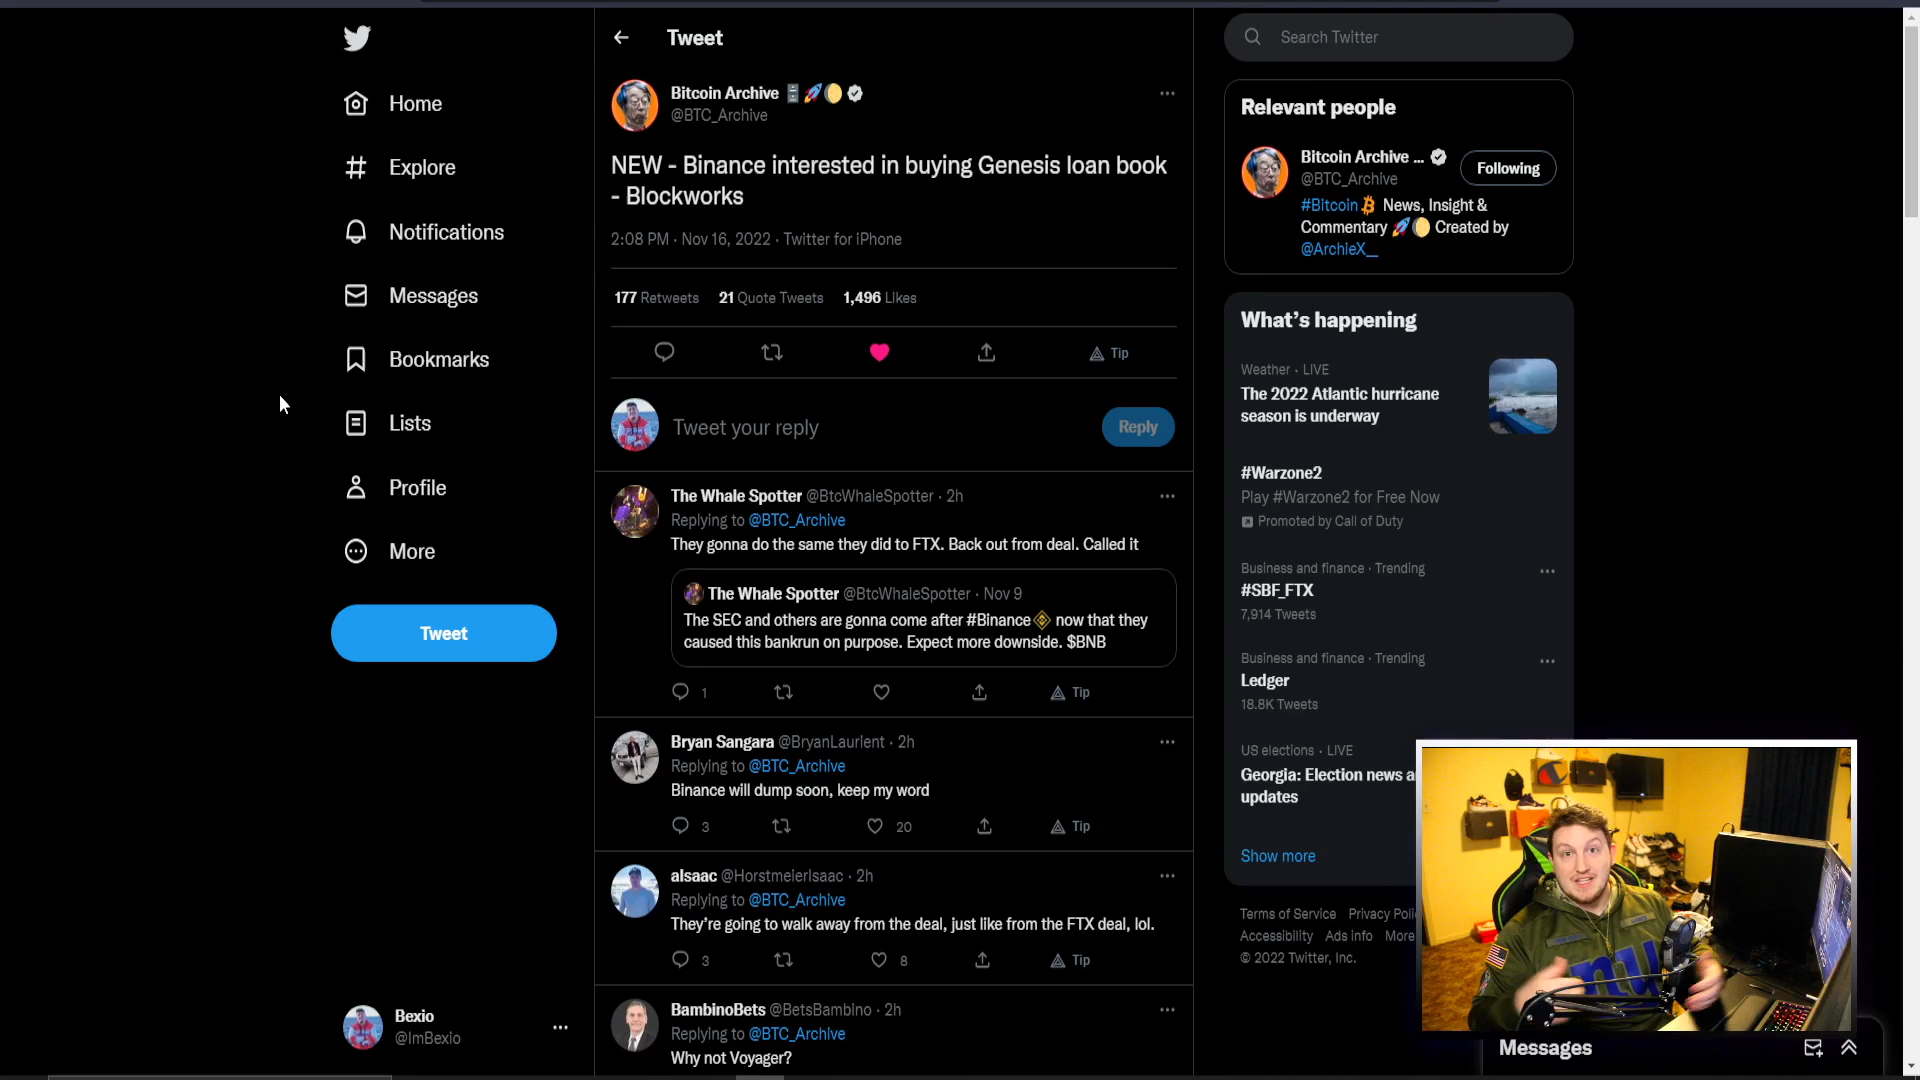 Home
Explore
Notifications
Messages
Bookmarks
Lists
Profile
More
Tweet
Bexio
@ImBexio
Tweet
Bitcoin Archive
@BTC_Archive
NEW - Binance interested in buying Genesis loan book
- Blockworks
2:08 PM · Nov 16, 2022 · Twitter for iPhone
177 Retweets 21 Quote Tweets 1,496 Likes
Tip
Tweet your reply
Reply
The Whale Spotter @BtcWhaleSpotter · 2h
Replying to @BTC_Archive
They gonna do the same they did to FTX. Back out from deal. Called it
The Whale Spotter @BtcWhaleSpotter · Nov 9
The SEC and others are gonna come after #Binance now that they
caused this bankrun on purpose. Expect more downside. $BNB
1 Tip
Bryan Sangara @BryanLaurient · 2h
Replying to @BTC_Archive
Binance will dump soon, keep my word
3 20 Tip
aIsaac @HorstmeierIsaac · 2h
Replying to @BTC_Archive
They're going to walk away from the deal, just like from the FTX deal, lol.
3 8 Tip
BambinoBets @BetsBambino · 2h
Replying to @BTC_Archive
Why not Voyager?
Search Twitter
Relevant people
Bitcoin Archive ...
@BTC_Archive
Following
#Bitcoin News, Insight &
Commentary Created by
@ArchieX__
What's happening
Weather · LIVE
The 2022 Atlantic hurricane
season is underway
#Warzone2
Play #Warzone2 for Free Now
Promoted by Call of Duty
Business and finance · Trending
#SBF_FTX
7,914 Tweets
Business and finance · Trending
Ledger
18.8K Tweets
US elections · LIVE
Georgia: Election news a
updates
Show more
Terms of Service Privacy Poli
Accessibility Ads info More
© 2022 Twitter, Inc.
Messages